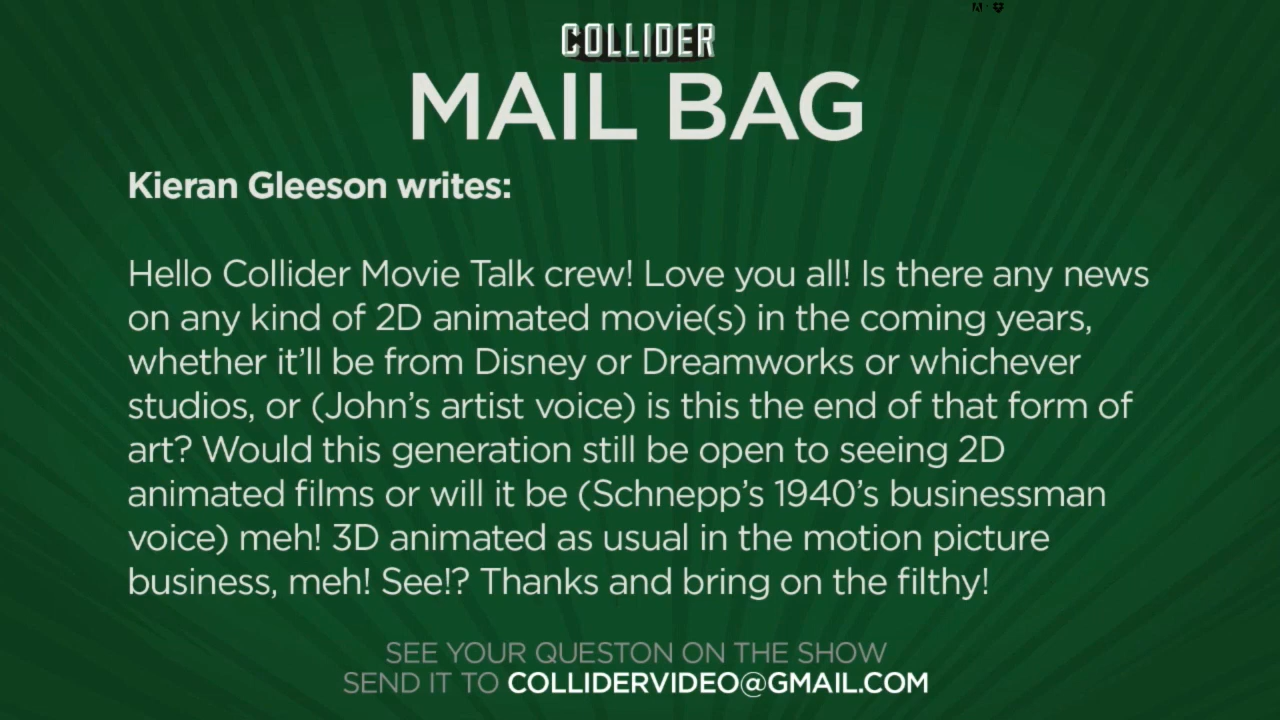 COLLIDER
MAIL BAG
Kieran Gleeson writes:
Hello Collider Movie Talk crew! Love you all! Is there any news
on any kind of 2D animated movie(s) in the coming years,
whether it’ll be from Disney or Dreamworks or whichever
studios, or (John’s artist voice) is this the end of that form of
art? Would this generation still be open to seeing 2D
animated films or will it be (Schnepp’s 1940’s businessman
voice) meh! 3D animated as usual in the motion picture
business, meh! See!? Thanks and bring on the filthy!
SEE YOUR QUESTON ON THE SHOW
SEND IT TO COLLIDERVIDEO@GMAIL.COM